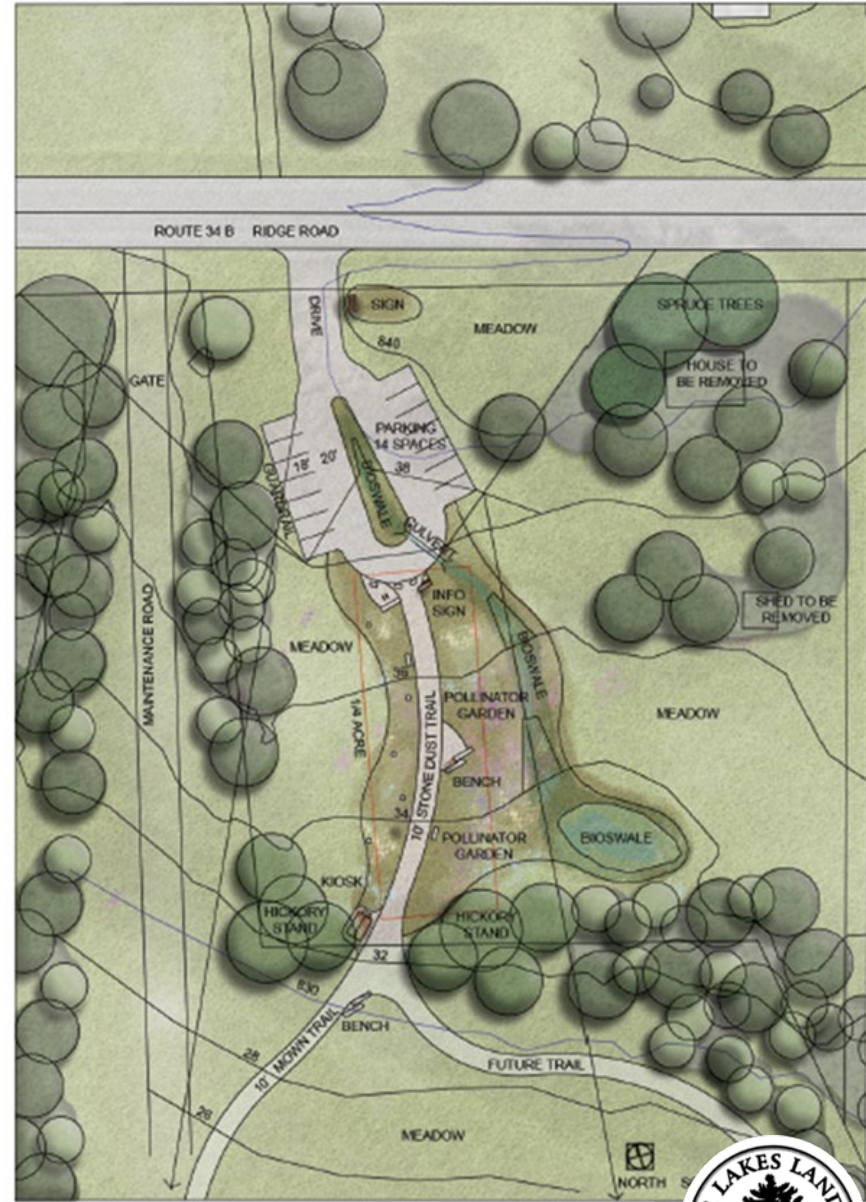 ROUTE 34 B RIDGE ROAD
DRIVE
SIGN
MEADOW
SPRUCE TREES
840
GATE
HOUSE TO
BE REMOVED
PARKING
14 SPACES
18' 20'
38
GUARDRAIL
BIOSWALE
CULVERT
INFO
SIGN
SHED TO BE
REMOVED
MAINTENANCE ROAD
MEADOW
36
BIOSWALE
1/4 ACRE
10' STONE DUST TRAIL
POLLINATOR
GARDEN
MEADOW
BENCH
34
POLLINATOR
GARDEN
BIOSWALE
KIOSK
HICKORY
STAND
HICKORY
STAND
32
830
BENCH
10' MOWN TRAIL
28
FUTURE TRAIL
26
MEADOW
NORTH
LAKES LAND